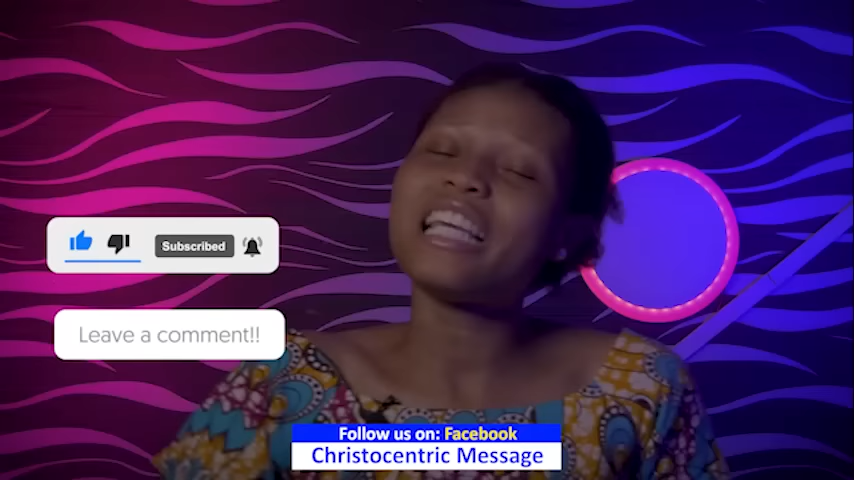 Subscribed
Leave a comment!!
Follow us on: Facebook
Christocentric Message